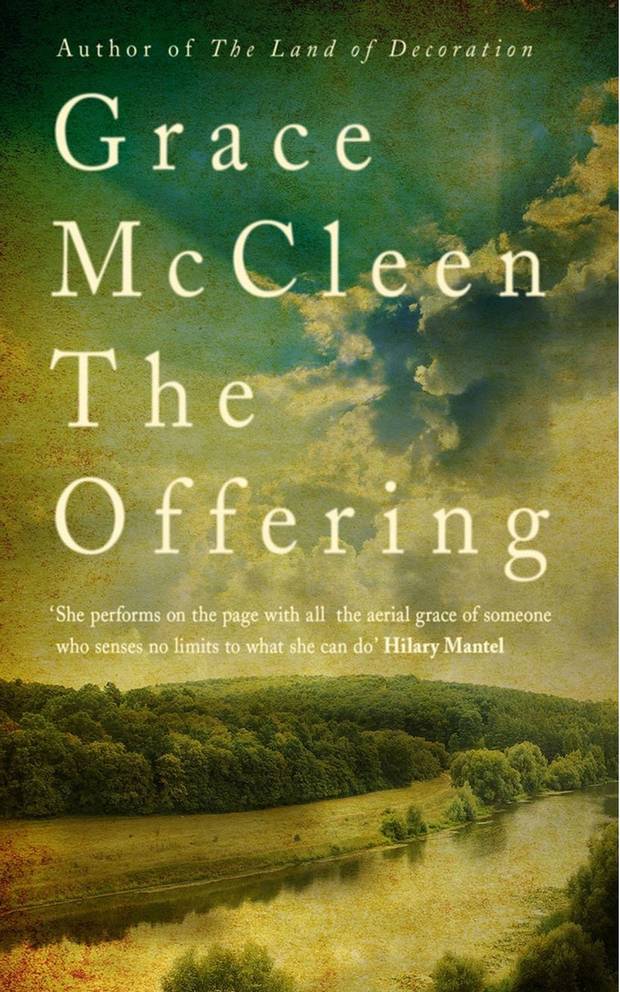 Author of The Land of Decoration
Grace
McCleen
The
Offering
‘She performs on the page with all the aerial grace of someone
who senses no limits to what she can do’ Hilary Mantel